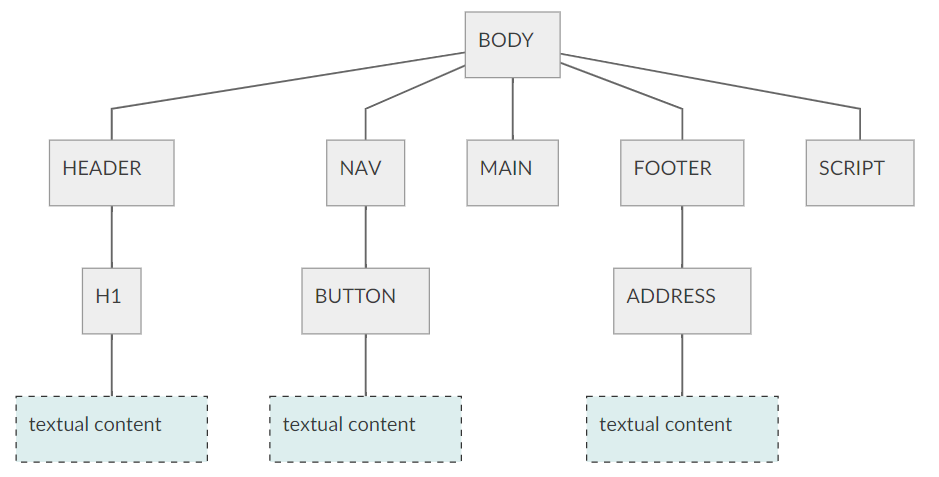 BODY
HEADER
NAV
MAIN
FOOTER
SCRIPT
H1
BUTTON
ADDRESS
textual content
textual content
textual content